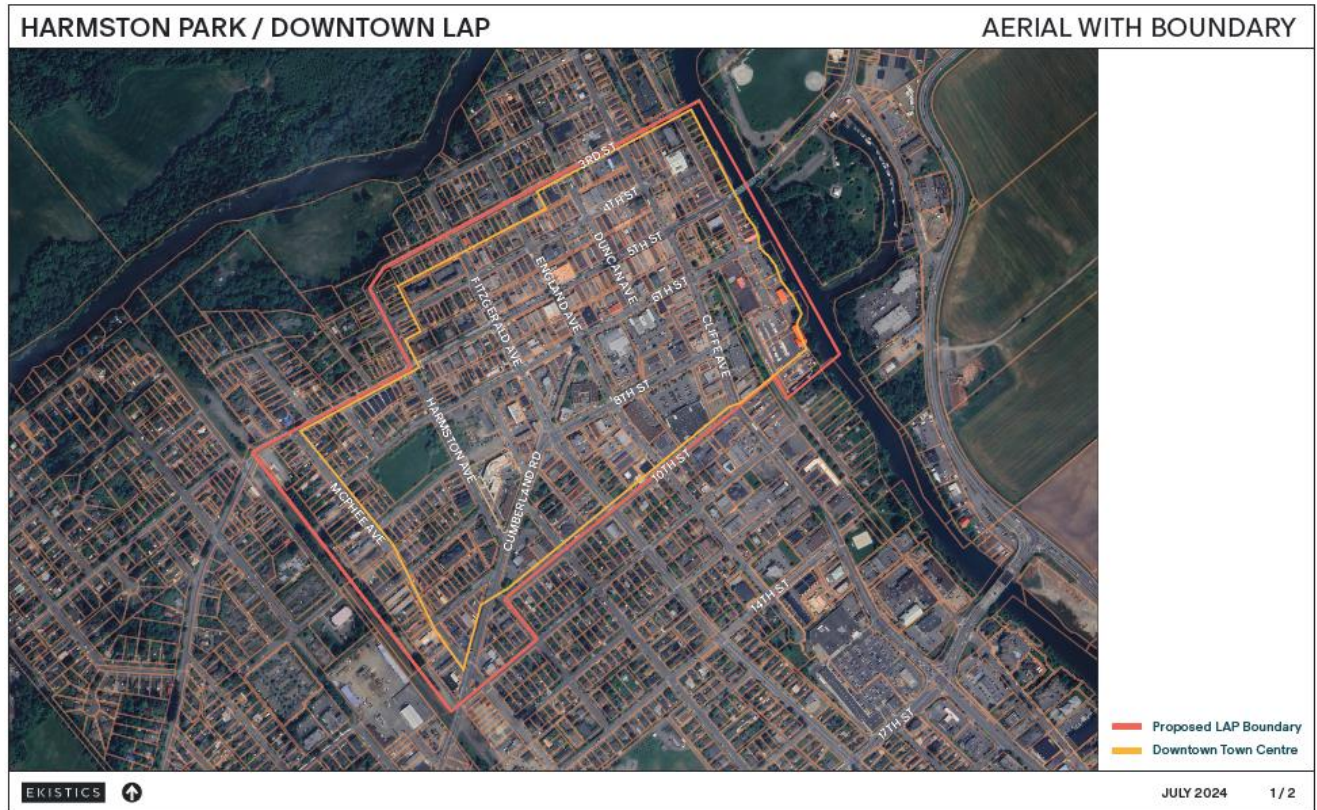 HARMSTON PARK / DOWNTOWN LAP
AERIAL WITH BOUNDARY
3RD ST
4TH ST
5TH ST
DUNCAN AVE
ENGLAND AVE
6TH ST
FITZGERALD AVE
CLIFFE AVE
8TH ST
HARMSTON AVE
10TH ST
CUMBERLAND RD
MCPHEE AVE
14TH ST
17TH ST
Proposed LAP Boundary
Downtown Town Centre
EKISTICS
JULY 2024
1 / 2